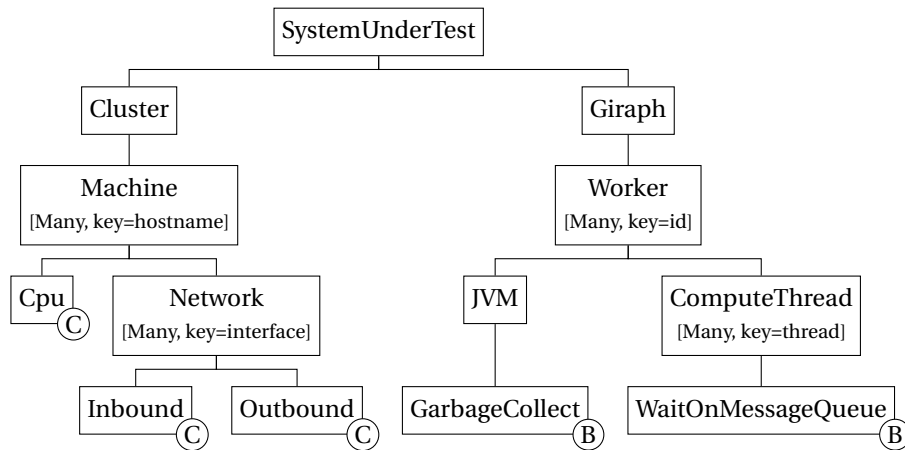 SystemUnderTest
Cluster
Giraph
Machine
[Many, key=hostname]
Worker
[Many, key=id]
Cpu
C
Network
[Many, key=interface]
JVM
ComputeThread
[Many, key=thread]
Inbound
C
Outbound
C
GarbageCollect
B
WaitOnMessageQueue
B